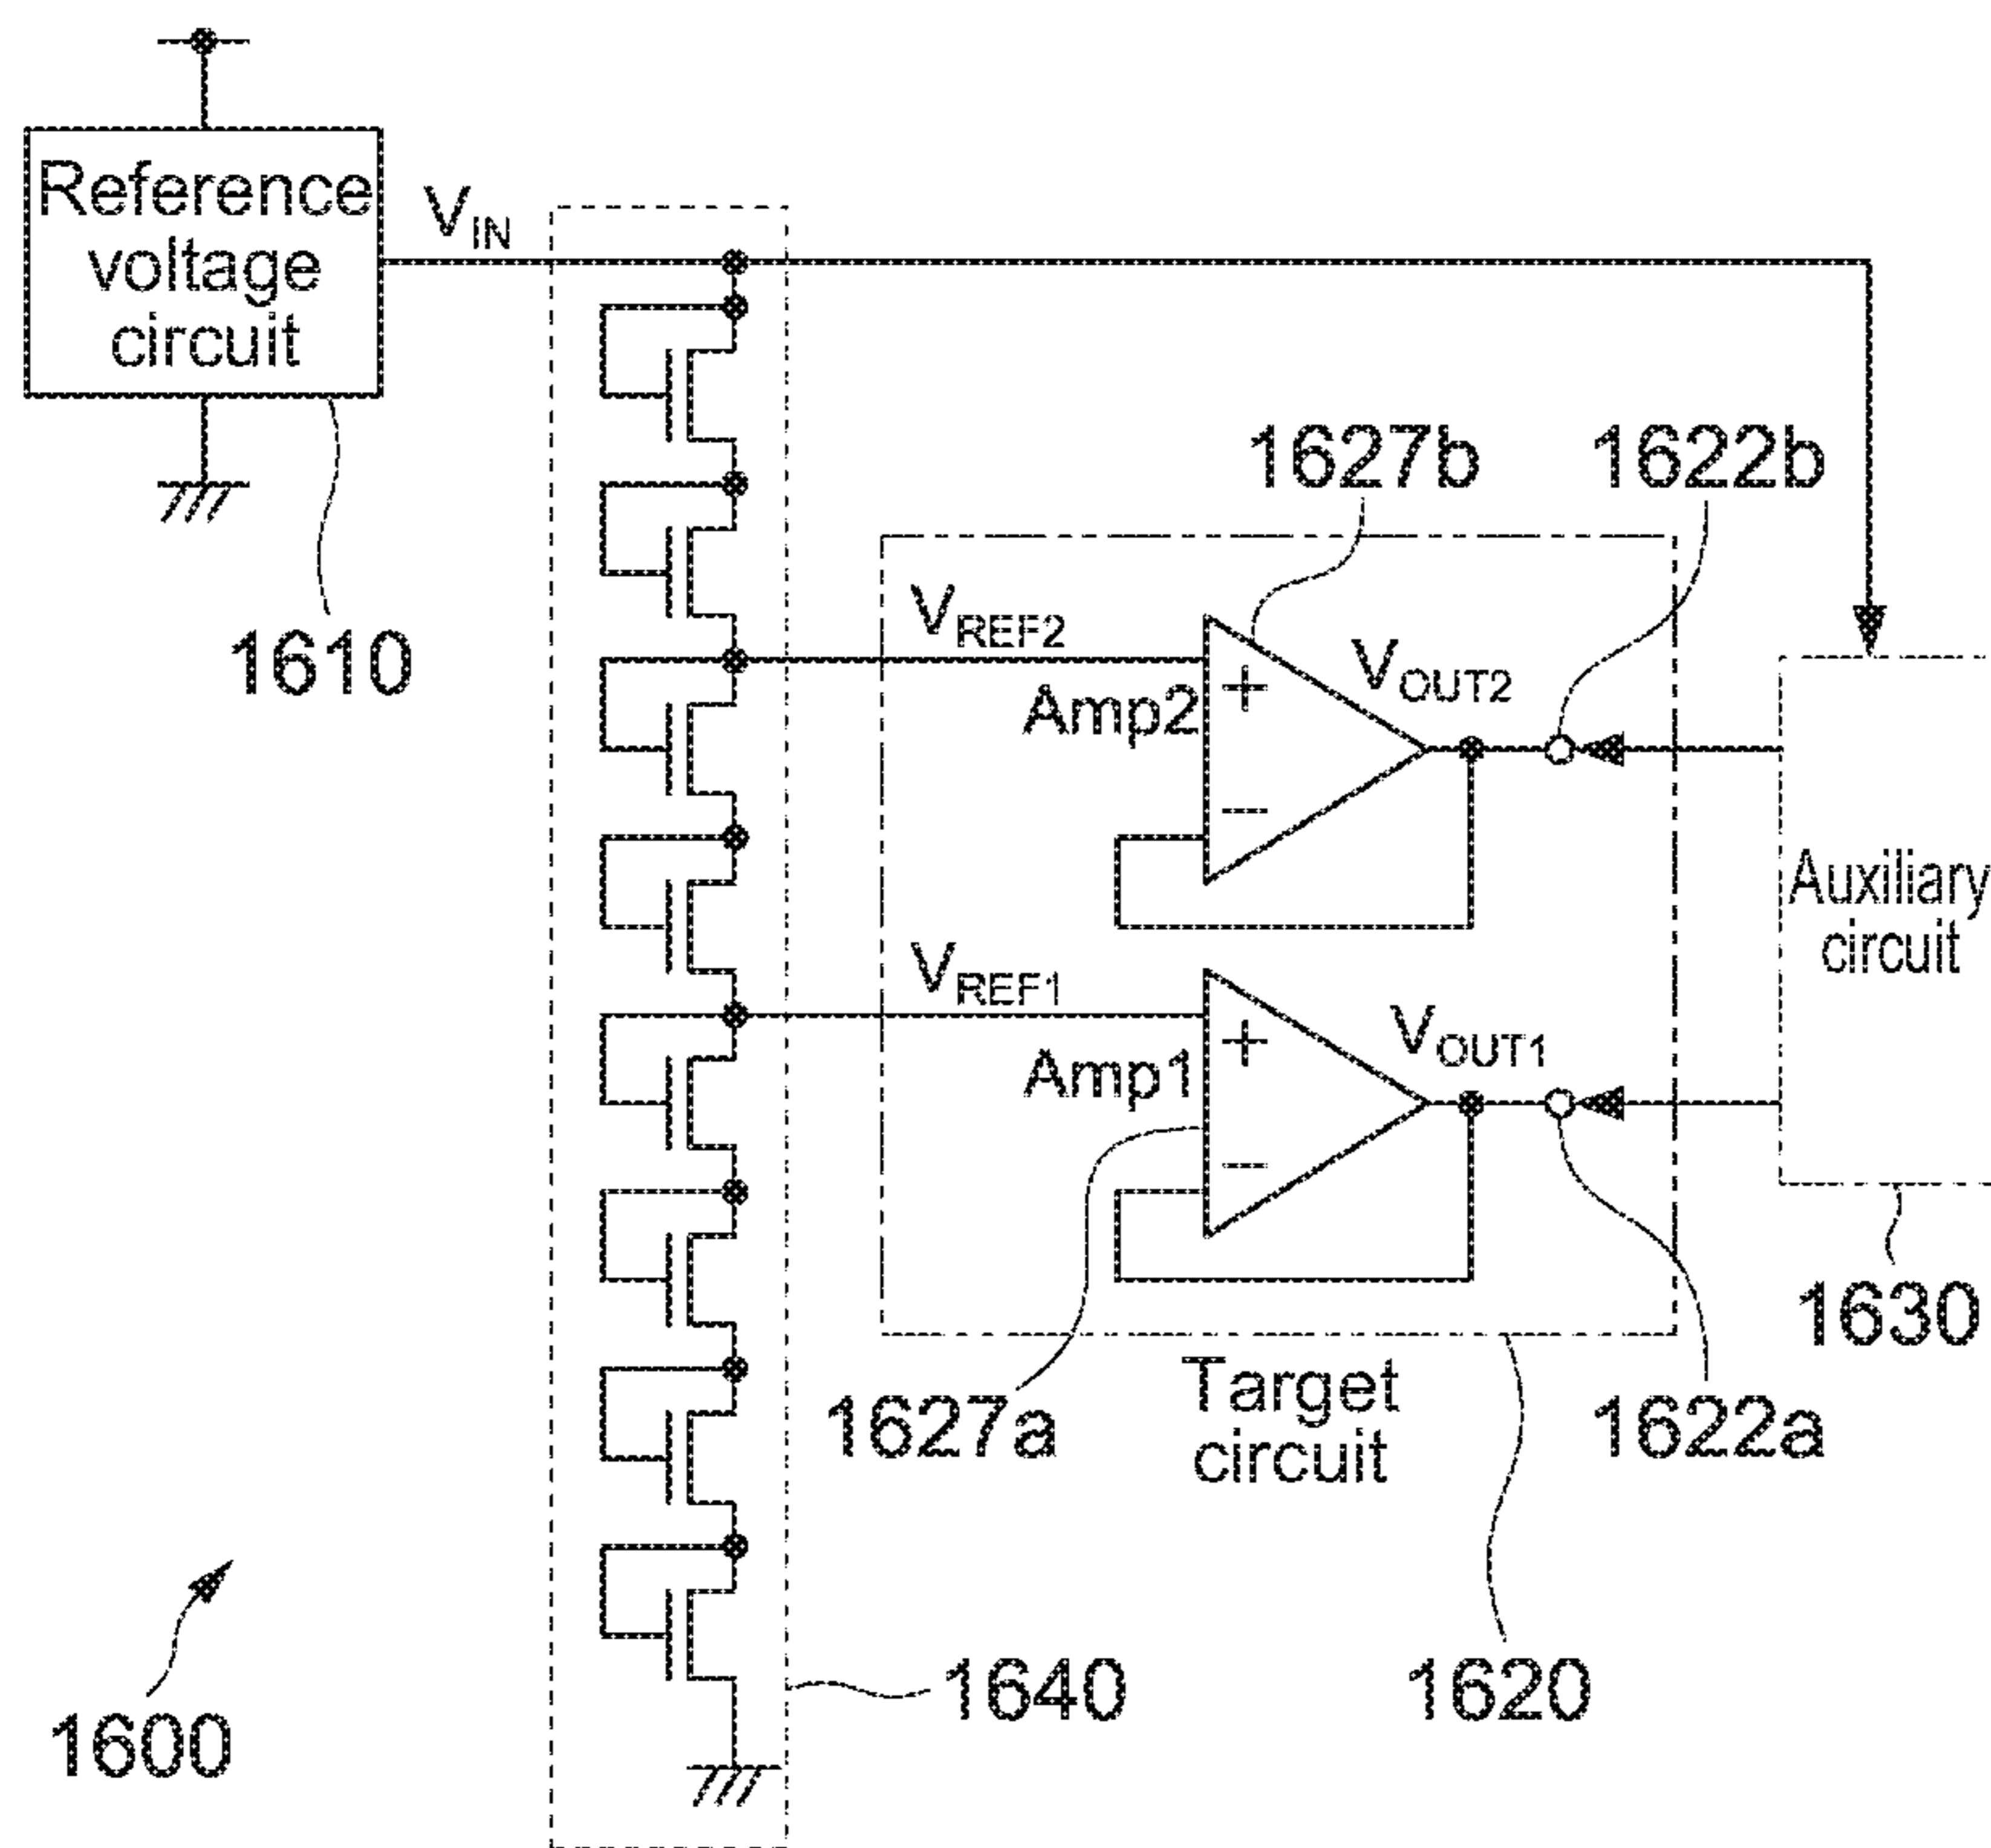 Reference
voltage
circuit
V_IN
1610
1627b
1622b
V_REF2
Amp2
+
−
V_OUT2
V_REF1
Amp1
+
−
V_OUT1
Auxiliary
circuit
1630
1627a
Target
circuit
1622a
1600
1640
1620